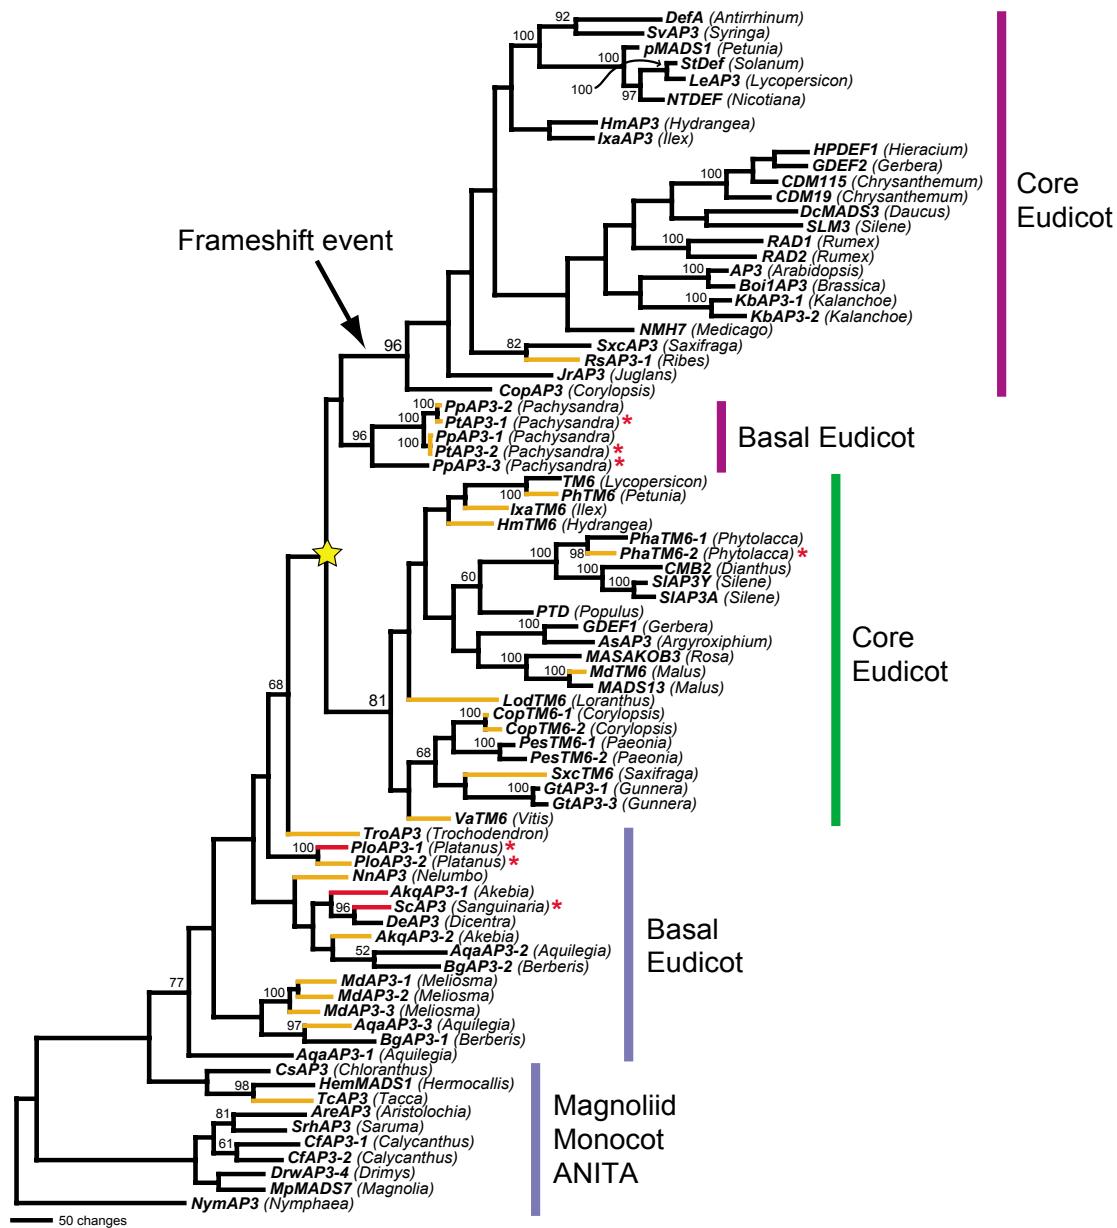 92
DefA (Antirrhinum)
SvAP3 (Syringa)
100
pMADS1 (Petunia)
100
StDef (Solanum)
LeAP3 (Lycopersicon)
100
97
NTDEF (Nicotiana)
HmAP3 (Hydrangea)
IxaAP3 (Ilex)
HPDEF1 (Hieracium)
GDEF2 (Gerbera)
100
CDM115 (Chrysanthemum)
CDM19 (Chrysanthemum)
Core
Eudicot
DcMADS3 (Daucus)
SLM3 (Silene)
Frameshift event
100
RAD1 (Rumex)
RAD2 (Rumex)
100
AP3 (Arabidopsis)
Boi1AP3 (Brassica)
100
KbAP3-1 (Kalanchoe)
KbAP3-2 (Kalanchoe)
NMH7 (Medicago)
96
82
SxcAP3 (Saxifraga)
RsAP3-1 (Ribes)
JrAP3 (Juglans)
CopAP3 (Corylopsis)
100
PpAP3-2 (Pachysandra)
100
PtAP3-1 (Pachysandra) *
96
100
PpAP3-1 (Pachysandra)
Basal Eudicot
PtAP3-2 (Pachysandra) *
PpAP3-3 (Pachysandra) *
TM6 (Lycopersicon)
100
PhTM6 (Petunia)
IxaTM6 (Ilex)
HmTM6 (Hydrangea)
PhaTM6-1 (Phytolacca)
100
98
PhaTM6-2 (Phytolacca) *
100
CMB2 (Dianthus)
60
100
SlAP3Y (Silene)
SlAP3A (Silene)
PTD (Populus)
100
GDEF1 (Gerbera)
AsAP3 (Argyroxiphium)
Core
Eudicot
100
MASAKOB3 (Rosa)
100
MdTM6 (Malus)
MADS13 (Malus)
68
81
LodTM6 (Loranthus)
100
CopTM6-1 (Corylopsis)
CopTM6-2 (Corylopsis)
68
100
PesTM6-1 (Paeonia)
PesTM6-2 (Paeonia)
SxcTM6 (Saxifraga)
100
GtAP3-1 (Gunnera)
GtAP3-3 (Gunnera)
VaTM6 (Vitis)
TroAP3 (Trochodendron)
100
PloAP3-1 (Platanus) *
PloAP3-2 (Platanus) *
NnAP3 (Nelumbo)
AkqAP3-1 (Akebia)
96
ScAP3 (Sanguinaria) *
DeAP3 (Dicentra)
Basal
Eudicot
AkqAP3-2 (Akebia)
52
AqaAP3-2 (Aquilegia)
BgAP3-2 (Berberis)
77
MdAP3-1 (Meliosma)
100
MdAP3-2 (Meliosma)
MdAP3-3 (Meliosma)
97
AqaAP3-3 (Aquilegia)
BgAP3-1 (Berberis)
AqaAP3-1 (Aquilegia)
CsAP3 (Chloranthus)
98
HemMADS1 (Hermocallis)
TcAP3 (Tacca)
Magnoliid
Monocot
ANITA
81
AreAP3 (Aristolochia)
SrhAP3 (Saruma)
61
CfAP3-1 (Calycanthus)
CfAP3-2 (Calycanthus)
DrwAP3-4 (Drimys)
MpMADS7 (Magnolia)
NymAP3 (Nymphaea)
50 changes